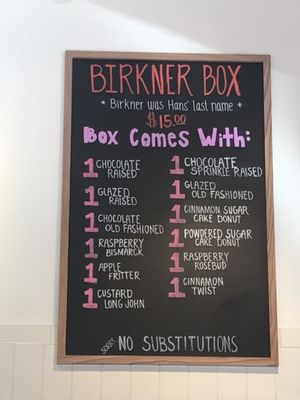 BIRKNER BOX
* Birkner was Hans' last name *
$15.00
Box Comes With:
1 CHOCOLATE
RAISED
1 GLAZED
RAISED
1 CHOCOLATE
OLD FASHIONED
1 RASPBERRY
BISMARCK
1 APPLE
FRITTER
1 CUSTARD
LONG JOHN
1 CHOCOLATE
SPRINKLE RAISED
1 GLAZED
OLD FASHIONED
1 CINNAMON SUGAR
CAKE DONUT
1 POWDERED SUGAR
CAKE DONUT
1 RASPBERRY
ROSEBUD
1 CINNAMON
TWIST
SORRY NO SUBSTITUTIONS